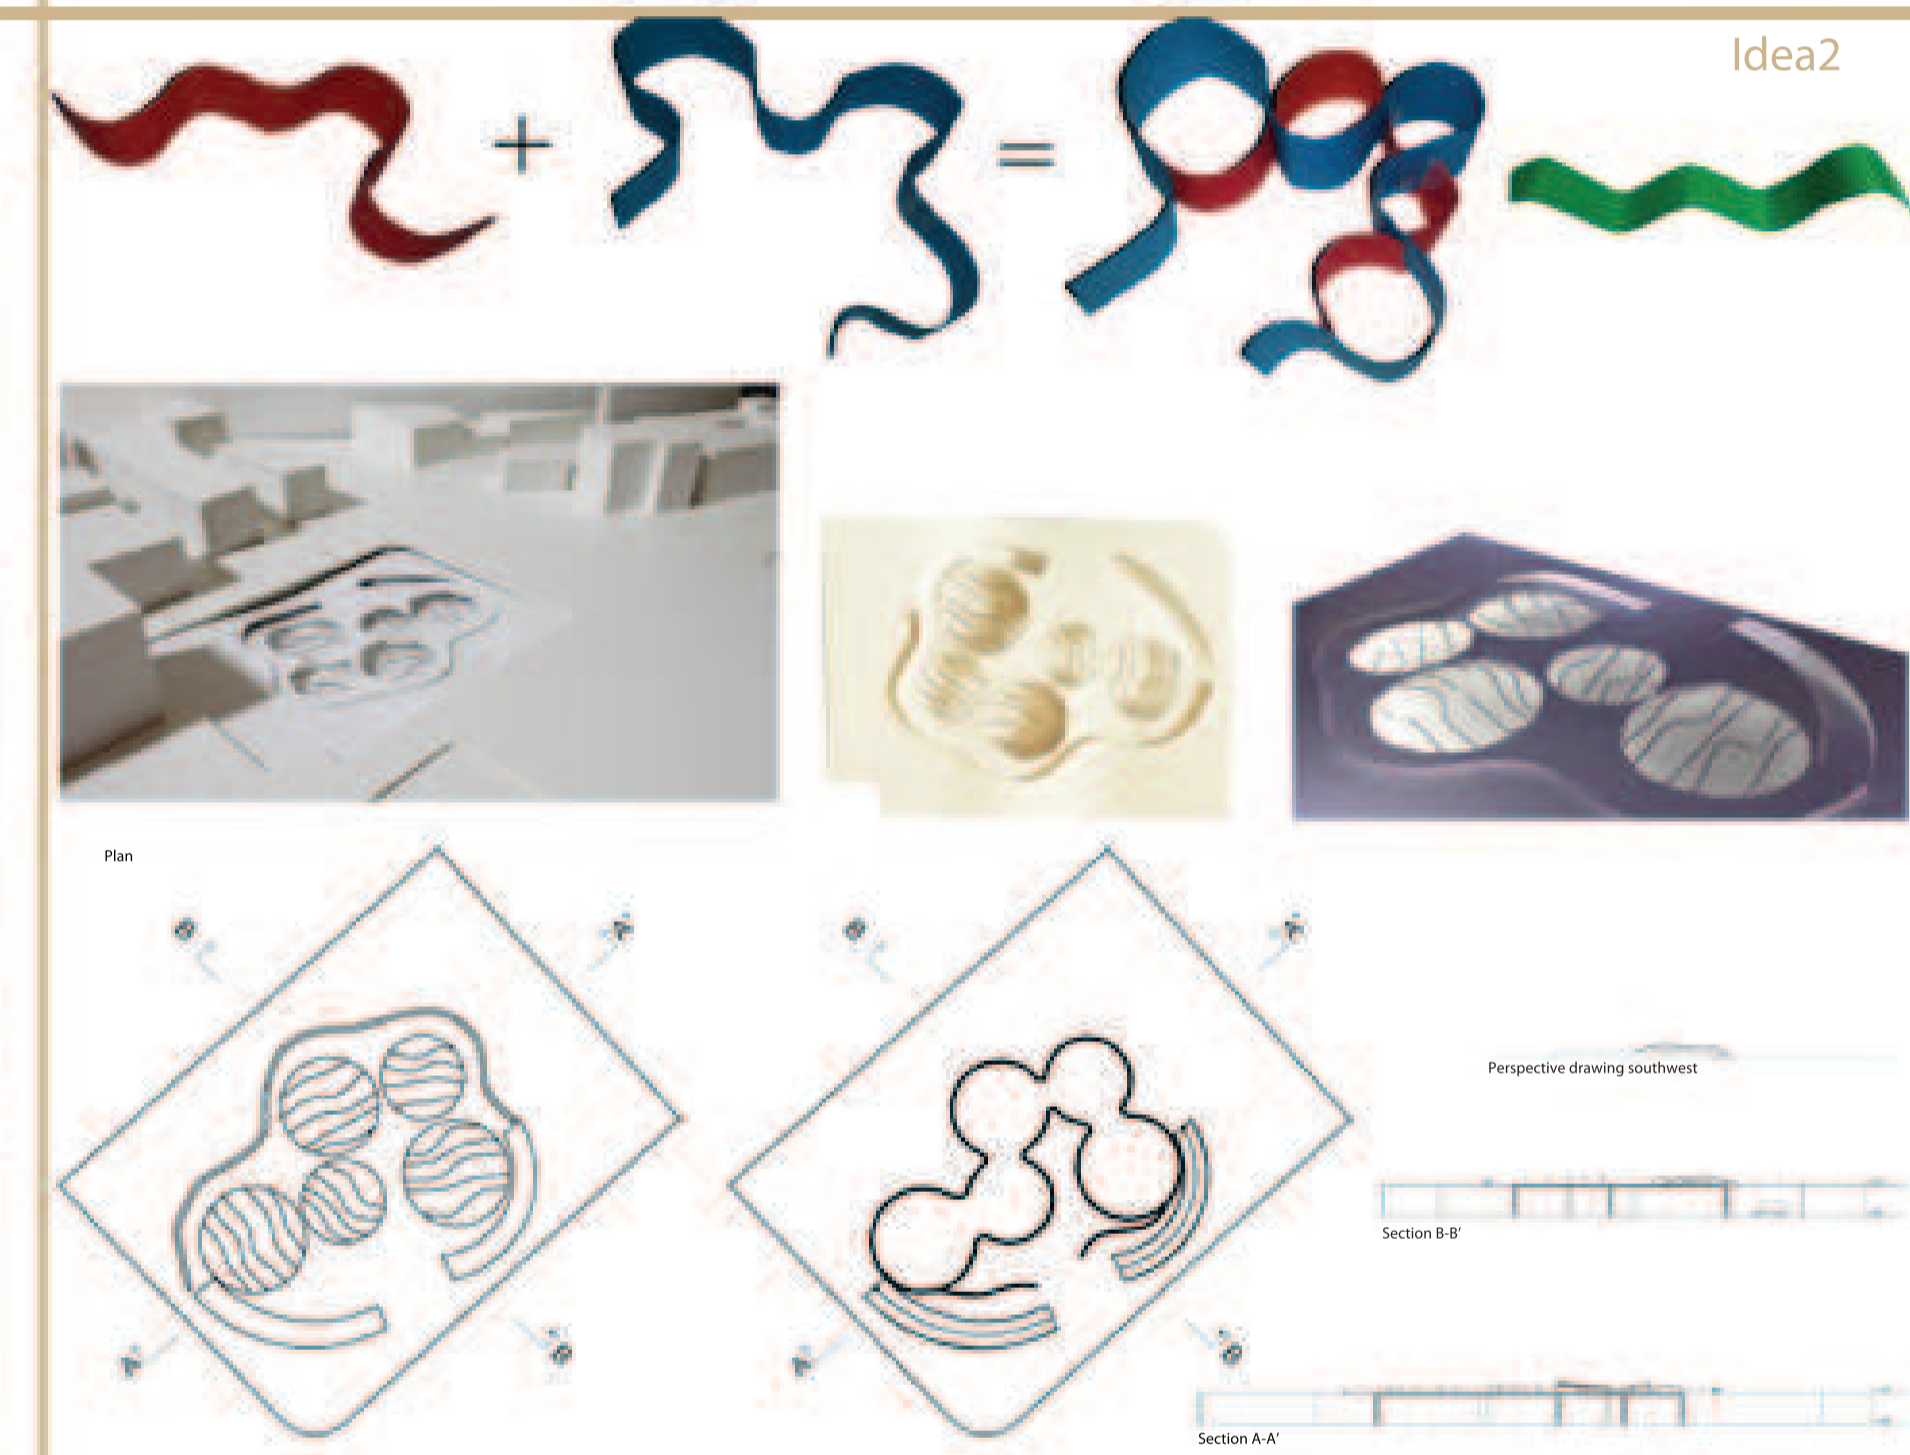 Idea2
+
=
Plan
Perspective drawing southwest
Section B-B'
Section A-A'